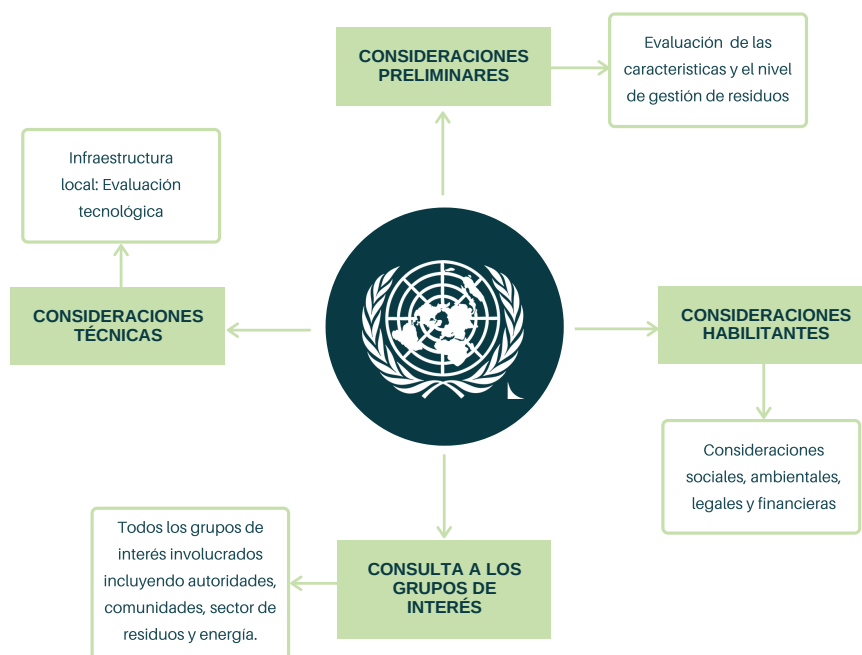 CONSIDERACIONES
PRELIMINARES
Evaluación de las
caracteristicas y el nivel
de gestión de residuos
Infraestructura
local: Evaluación
tecnológica
CONSIDERACIONES
TÉCNICAS
CONSIDERACIONES
HABILITANTES
Consideraciones
sociales, ambientales,
legales y financieras
CONSULTA A LOS
GRUPOS DE
INTERÉS
Todos los grupos de
interés involucrados
incluyendo autoridades,
comunidades, sector de
residuos y energía.